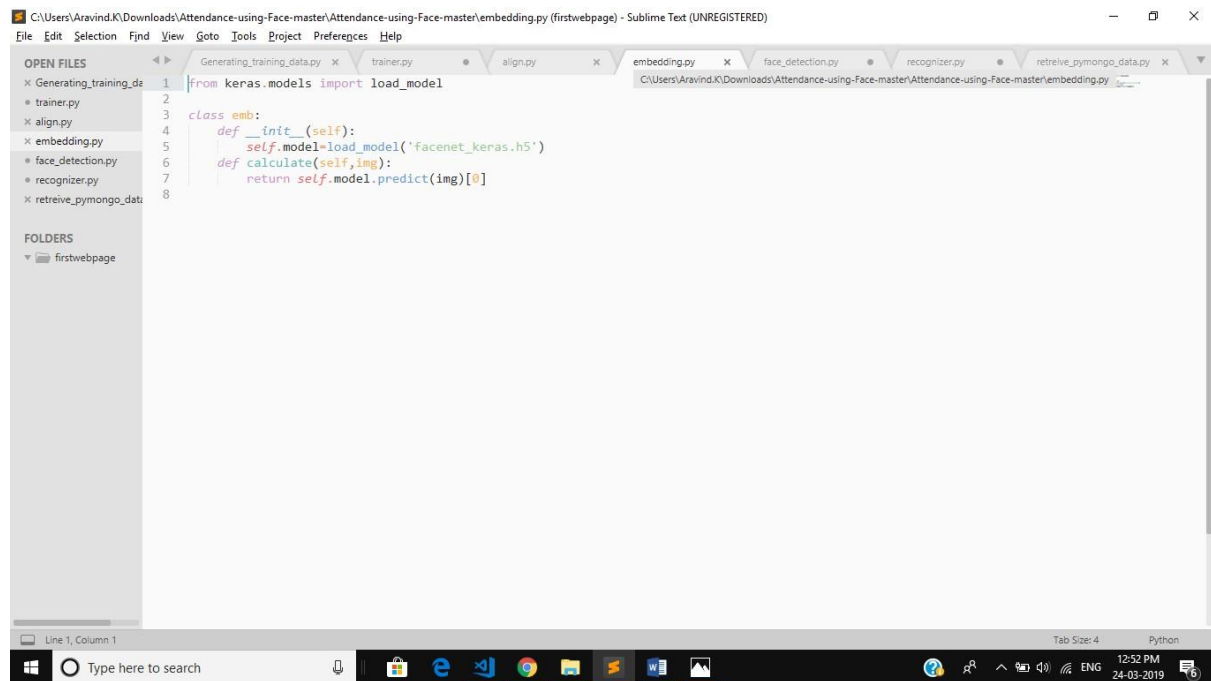 C:\Users\Aravind.K\Downloads\Attendance-using-Face-master\Attendance-using-Face-master\embedding.py (firstwebpage) - Sublime Text (UNREGISTERED)
File Edit Selection Find View Goto Tools Project Preferences Help
OPEN FILES
Generating_training_da
trainer.py
align.py
embedding.py
face_detection.py
recognizer.py
retreive_pymongo_data
FOLDERS
firstwebpage
Generating_training_data.py trainer.py align.py embedding.py face_detection.py recognizer.py retreive_pymongo_data.py
C:\Users\Aravind.K\Downloads\Attendance-using-Face-master\Attendance-using-Face-master\embedding.py
1 from keras.models import load_model
2
3 class emb:
4     def __init__(self):
5         self.model=load_model('facenet_keras.h5')
6     def calculate(self,img):
7         return self.model.predict(img)[0]
8
Line 1, Column 1 Tab Size: 4 Python
Type here to search ENG 12:52 PM
24-03-2019 6